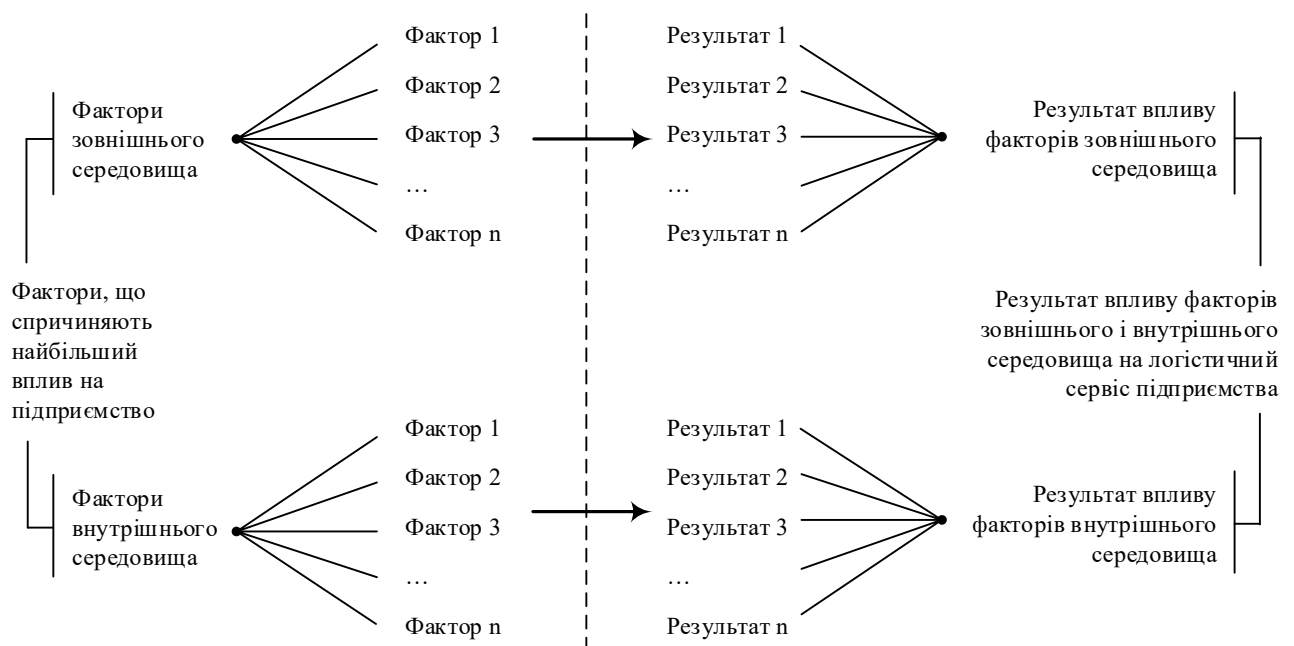 Фактори, що
спричиняють
найбільший
вплив на
підприємство
Фактори
зовнішнього
середовища
Фактор 1
Фактор 2
Фактор 3
…
Фактор n
Результат 1
Результат 2
Результат 3
…
Результат n
Результат впливу
факторів зовнішнього
середовища
Фактори
внутрішнього
середовища
Фактор 1
Фактор 2
Фактор 3
…
Фактор n
Результат 1
Результат 2
Результат 3
…
Результат n
Результат впливу
факторів внутрішнього
середовища
Результат впливу факторів
зовнішнього і внутрішнього
середовища на логістичний
сервіс підприємства